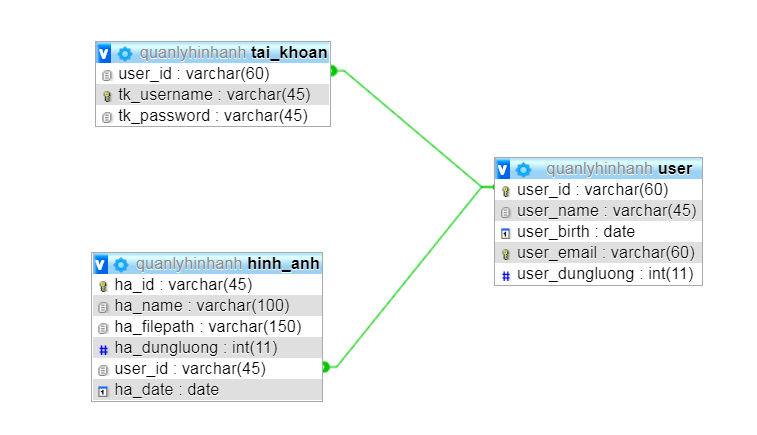 quanlyhinhanh tai_khoan
user_id : varchar(60)
tk_username : varchar(45)
tk_password : varchar(45)
quanlyhinhanh user
user_id : varchar(60)
user_name : varchar(45)
user_birth : date
user_email : varchar(60)
user_dungluong : int(11)
quanlyhinhanh hinh_anh
ha_id : varchar(45)
ha_name : varchar(100)
ha_filepath : varchar(150)
ha_dungluong : int(11)
user_id : varchar(45)
ha_date : date